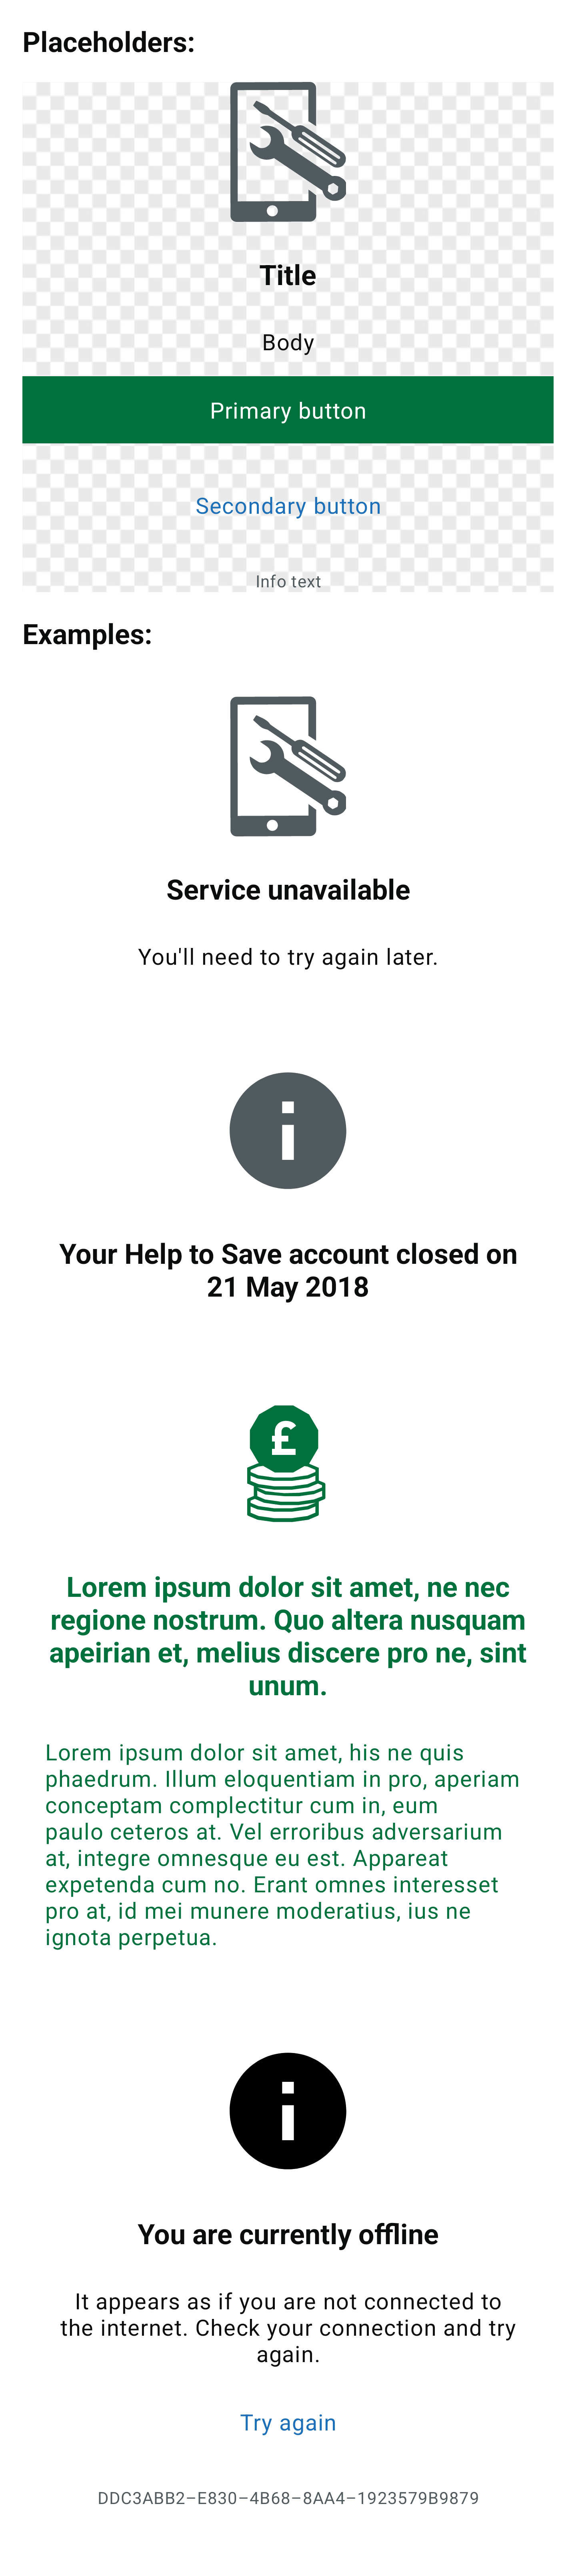 Placeholders:
Title
Body
Primary button
Secondary button
Info text
Examples:
Service unavailable
You'll need to try again later.
Your Help to Save account closed on
21 May 2018
£
Lorem ipsum dolor sit amet, ne nec
regione nostrum. Quo altera nusquam
apeirian et, melius discere pro ne, sint
unum.
Lorem ipsum dolor sit amet, his ne quis
phaedrum. Illum eloquentiam in pro, aperiam
conceptam complectitur cum in, eum
paulo ceteros at. Vel erroribus adversarium
at, integre omnesque eu est. Appareat
expetenda cum no. Erant omnes interesset
pro at, id mei munere moderatius, ius ne
ignota perpetua.
You are currently offline
It appears as if you are not connected to
the internet. Check your connection and try
again.
Try again
DDC3ABB2–E830–4B68–8AA4–1923579B9879